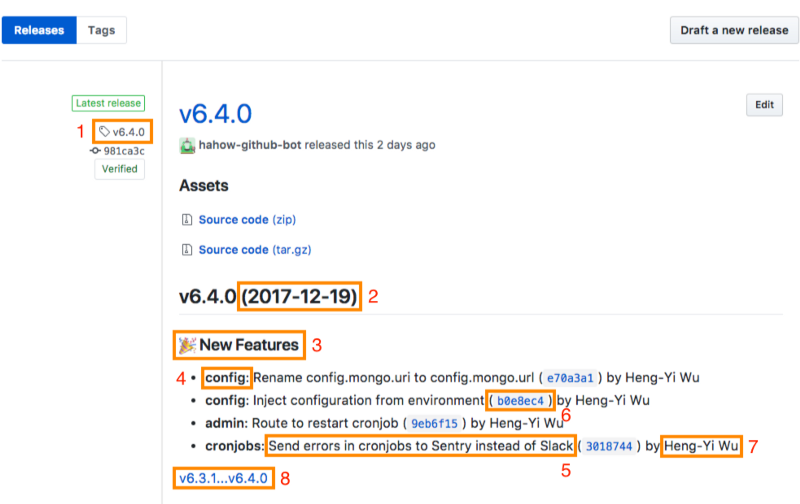 Releases Tags Draft a new release
Latest release
v6.4.0 Edit
1 v6.4.0
hahow-github-bot released this 2 days ago
981ca3c
Verified
Assets
Source code (zip)
Source code (tar.gz)
v6.4.0 (2017-12-19) 2
🎉 New Features 3
4 • config: Rename config.mongo.uri to config.mongo.url ( e70a3a1 ) by Heng-Yi Wu
• config: Inject configuration from environment ( b0e8ec4 ) by Heng-Yi Wu
6
• admin: Route to restart cronjob ( 9eb6f15 ) by Heng-Yi Wu
• cronjobs: Send errors in cronjobs to Sentry instead of Slack ( 3018744 ) by Heng-Yi Wu 7
5
v6.3.1...v6.4.0 8